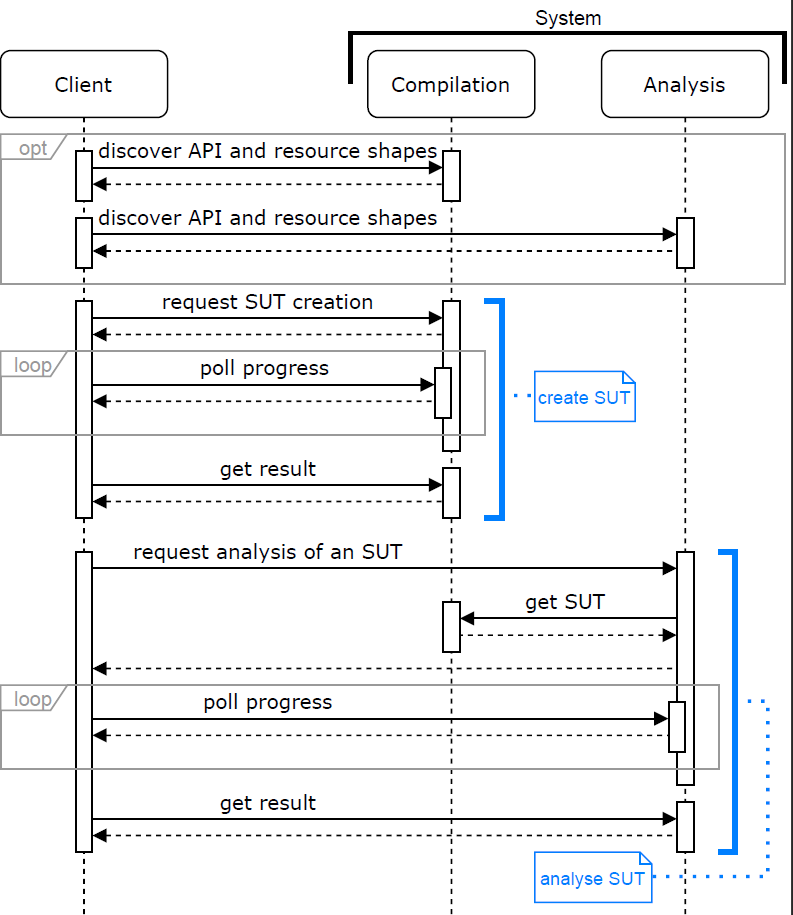 System
Client
Compilation
Analysis
opt
discover API and resource shapes
discover API and resource shapes
request SUT creation
loop
poll progress
create SUT
get result
request analysis of an SUT
get SUT
loop
poll progress
get result
analyse SUT